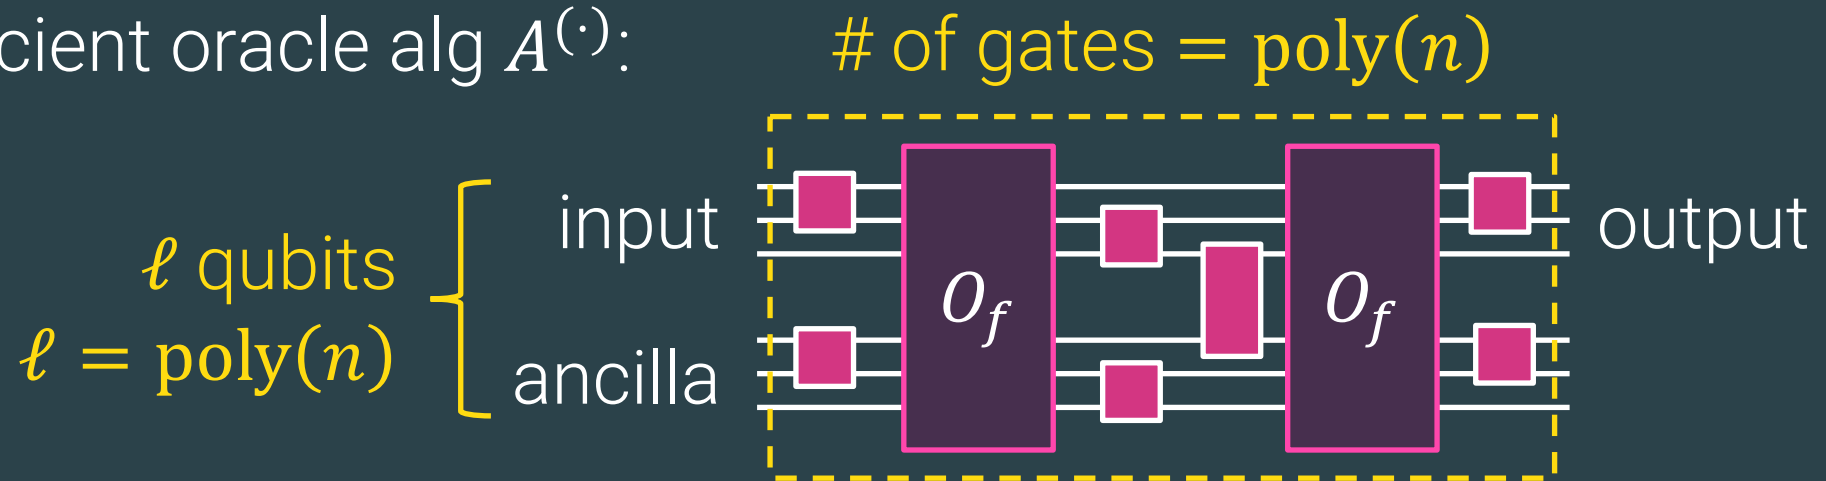 cient oracle alg A^(·):
# of gates = poly(n)
input
output
ℓ qubits
O_f
O_f
ℓ = poly(n)
ancilla